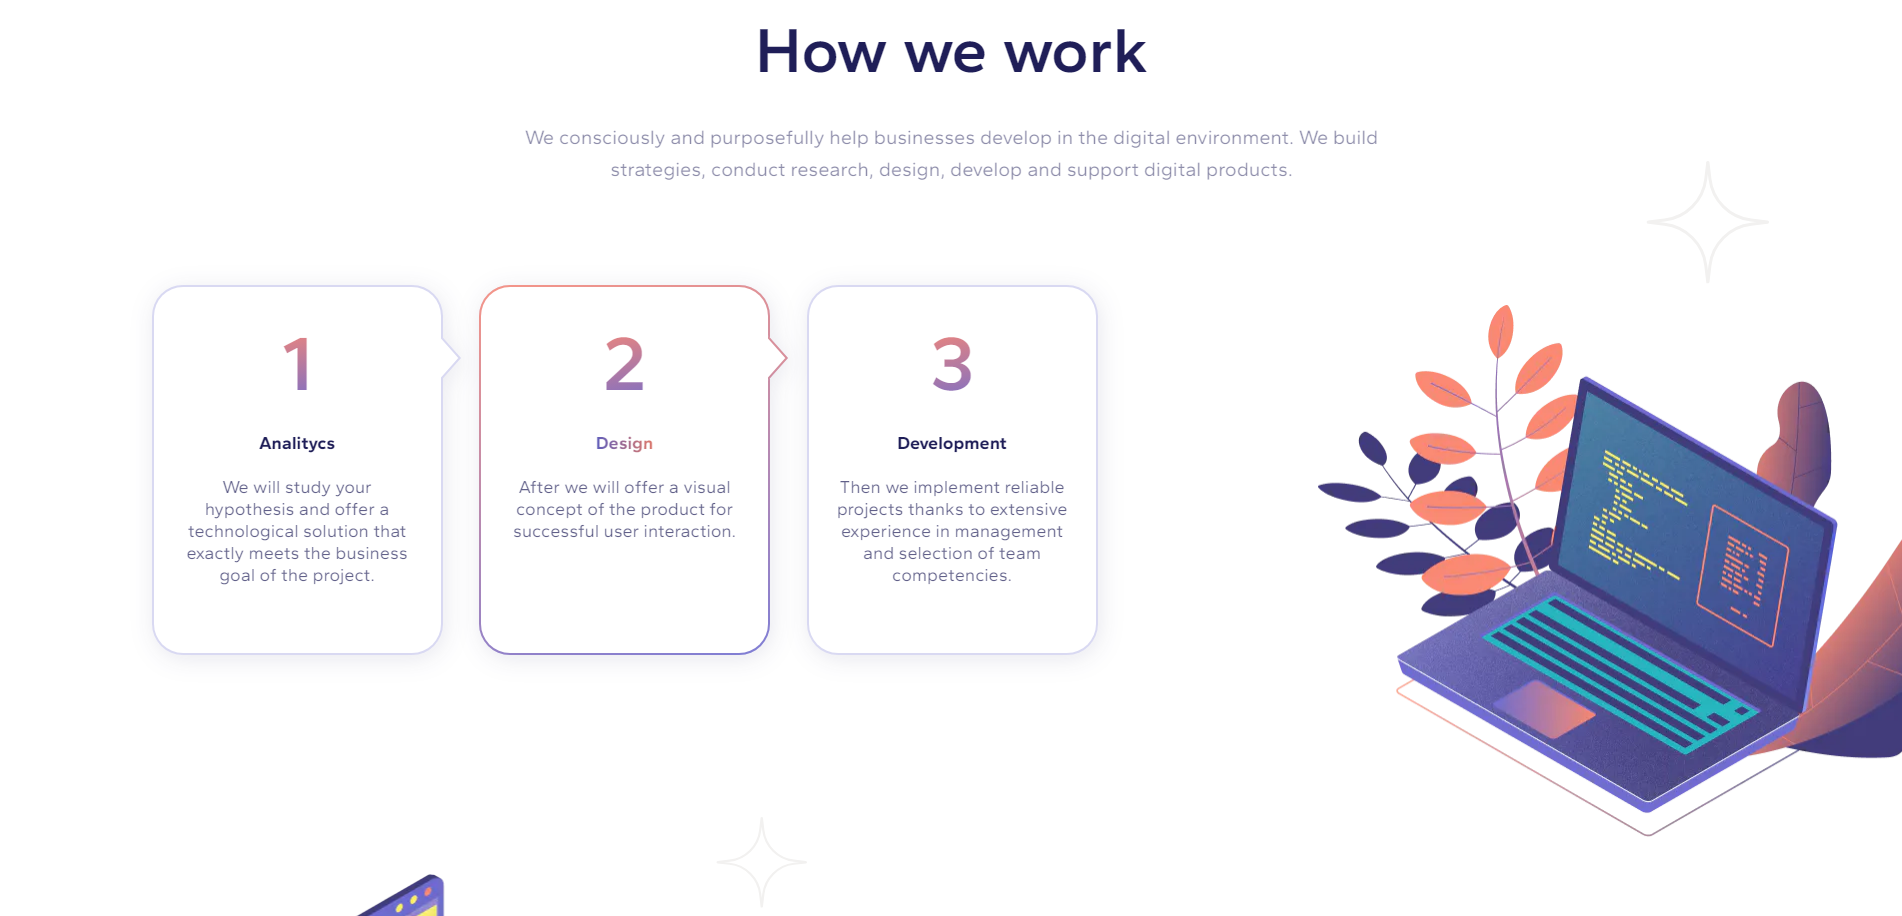 How we work
We consciously and purposefully help businesses develop in the digital environment. We build
strategies, conduct research, design, develop and support digital products.
1
Analitycs
We will study your
hypothesis and offer a
technological solution that
exactly meets the business
goal of the project.
2
Design
After we will offer a visual
concept of the product for
successful user interaction.
3
Development
Then we implement reliable
projects thanks to extensive
experience in management
and selection of team
competencies.